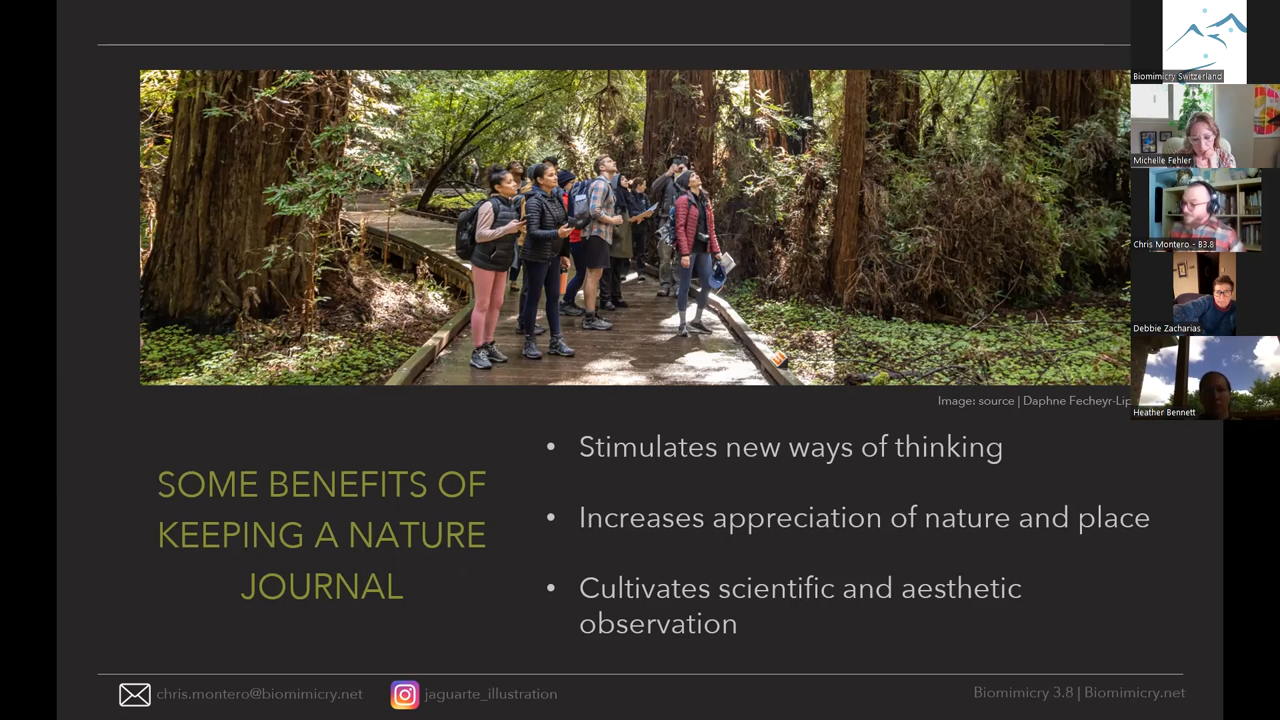 Biomimicry Switzerland
Michelle Fehler
Chris Montero - B3.8
Debbie Zacharias
Heather Bennett
Image: source | Daphne Fecheyr-Lip
SOME BENEFITS OF
KEEPING A NATURE
JOURNAL
• Stimulates new ways of thinking
• Increases appreciation of nature and place
• Cultivates scientific and aesthetic
observation
chris.montero@biomimicry.net
jaguarte_illustration
Biomimicry 3.8 | Biomimicry.net